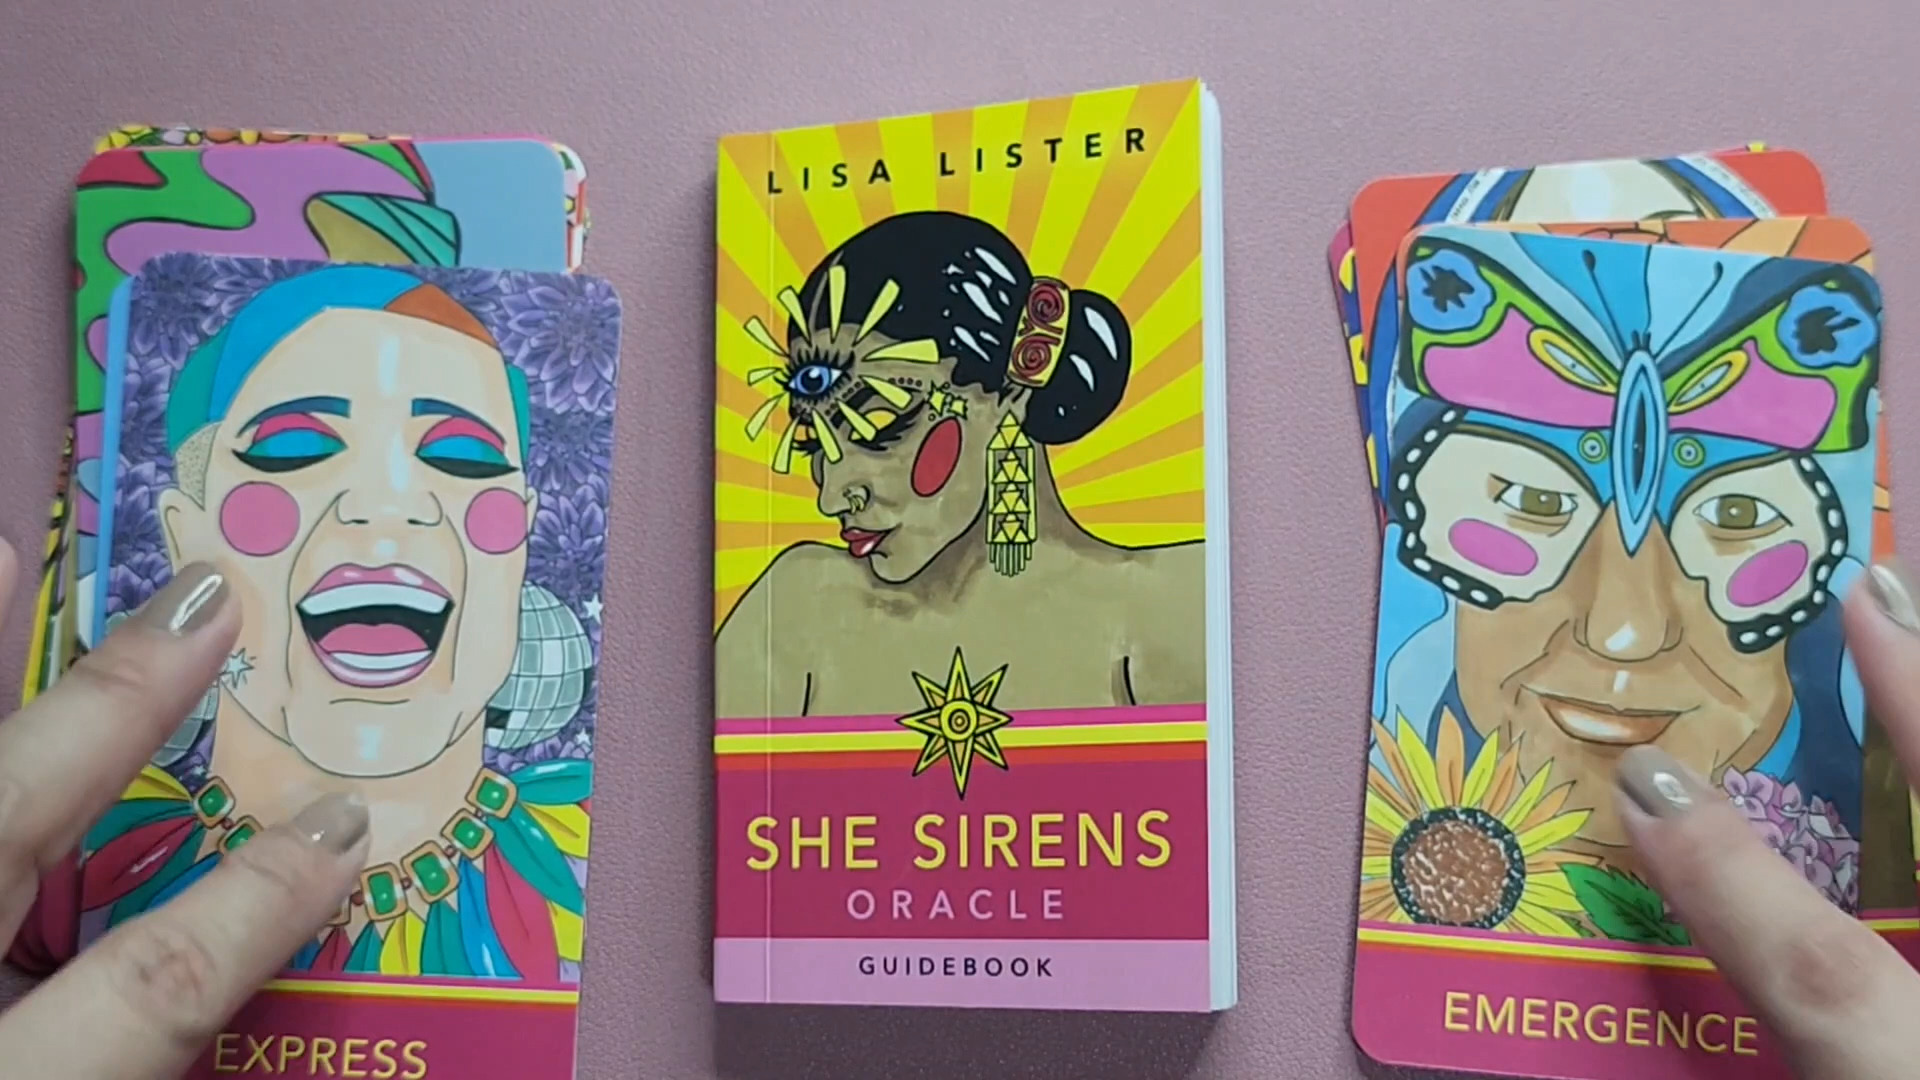 LISA LISTER
SHE SIRENS
ORACLE
GUIDEBOOK
EXPRESS
EMERGENCE